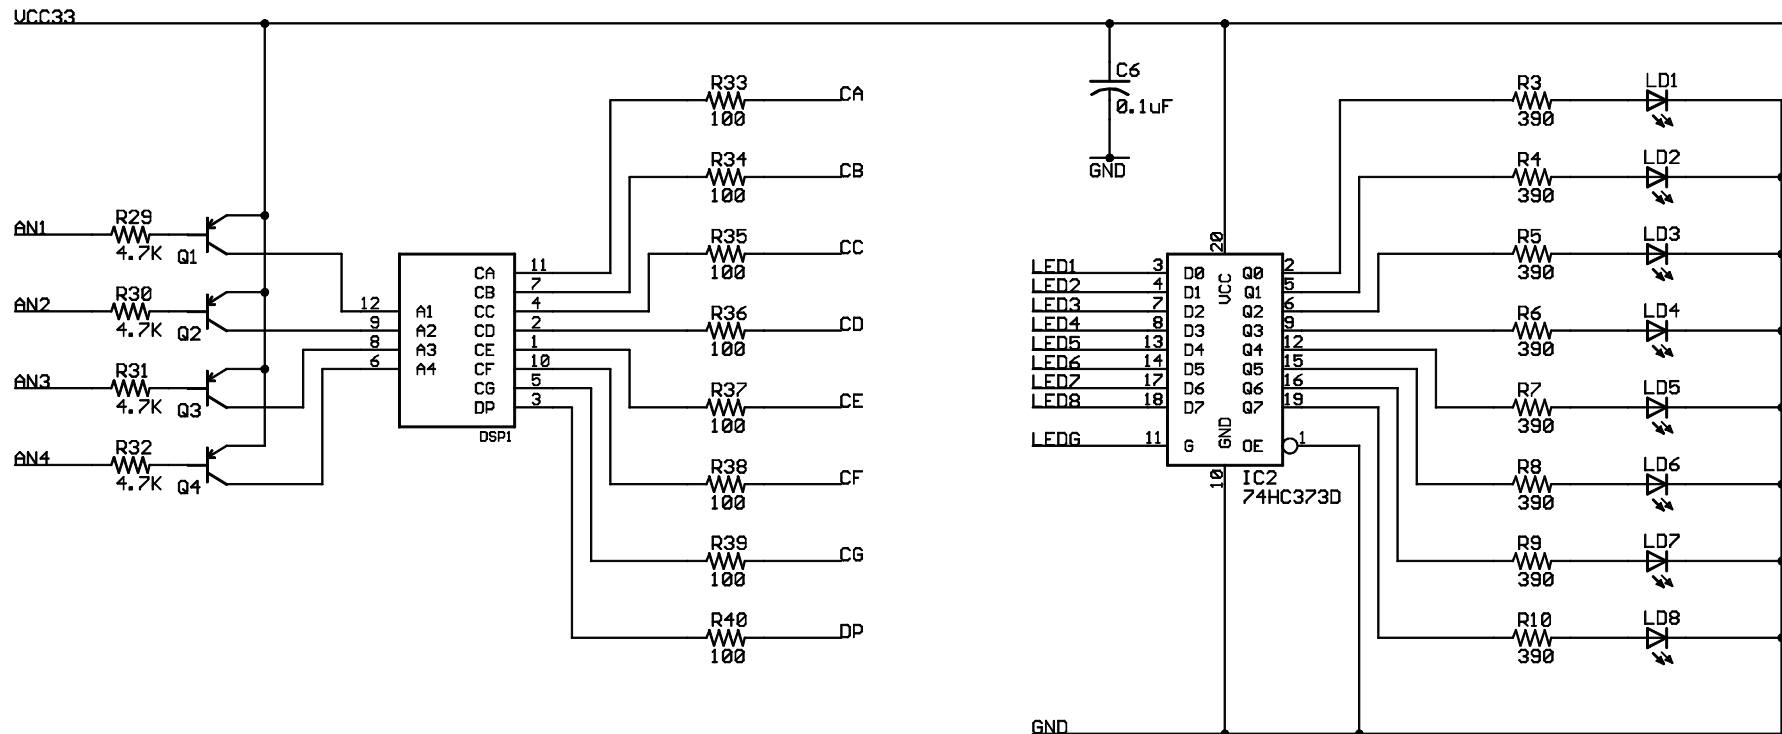 VCC33
AN1
R29
4.7K
Q1
AN2
R30
4.7K
Q2
AN3
R31
4.7K
Q3
AN4
R32
4.7K
Q4
12
9
8
6
A1
A2
A3
A4
CA
CB
CC
CD
CE
CF
CG
DP
11
7
4
2
1
10
5
3
DSP1
R33
100
CA
R34
100
CB
R35
100
CC
R36
100
CD
R37
100
CE
R38
100
CF
R39
100
CG
R40
100
DP
C6
0.1uF
GND
LED1
LED2
LED3
LED4
LED5
LED6
LED7
LED8
LEDG
3
4
7
8
13
14
17
18
11
D0
D1
D2
D3
D4
D5
D6
D7
G
20
VCC
GND
10
Q0
Q1
Q2
Q3
Q4
Q5
Q6
Q7
OE
2
5
6
9
12
15
16
19
1
IC2
74HC373D
R3
390
LD1
R4
390
LD2
R5
390
LD3
R6
390
LD4
R7
390
LD5
R8
390
LD6
R9
390
LD7
R10
390
LD8
GND